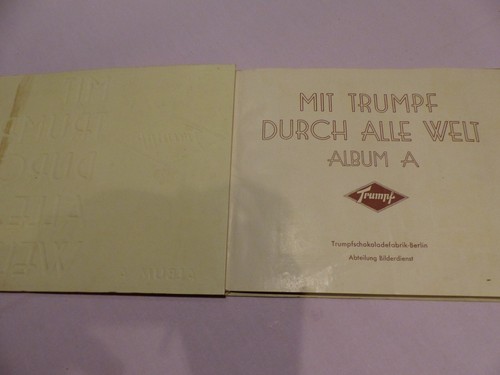 MIT TRUMPF
DURCH ALLE WELT
ALBUM A
Trumpf
Trumpfschokoladefabrik-Berlin
Abteilung Bilderdienst